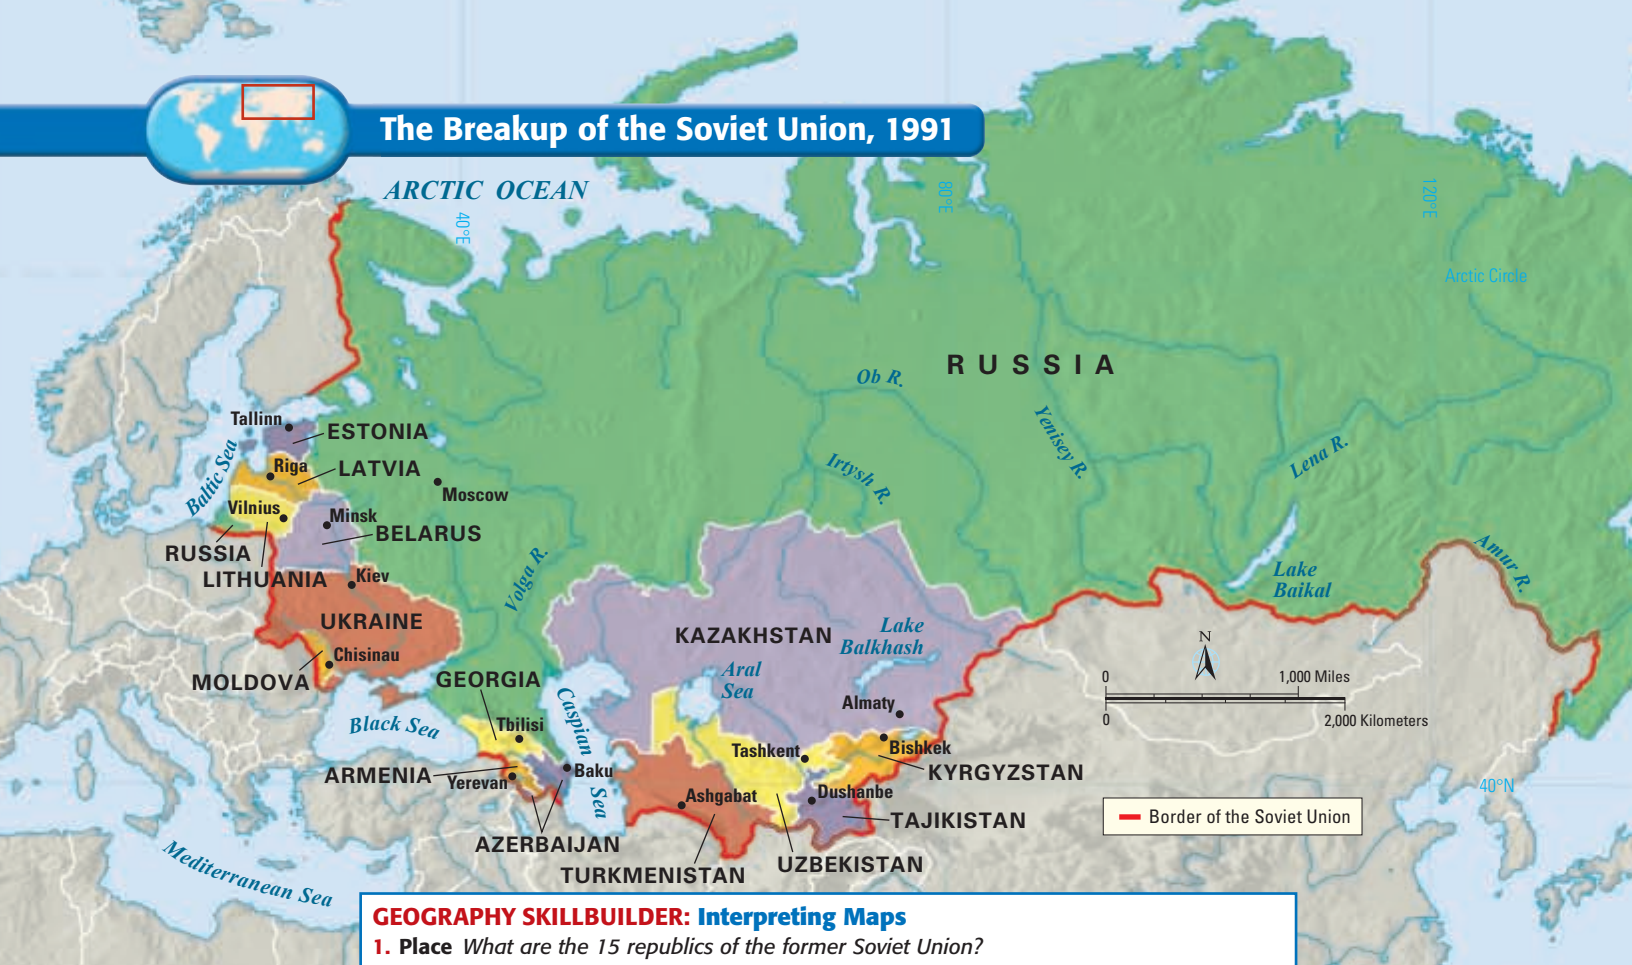 The Breakup of the Soviet Union, 1991
ARCTIC OCEAN
40°E
80°E
120°E
Arctic Circle
RUSSIA
Ob R.
Irtysh R.
Yenisey R.
Lena R.
Tallinn
ESTONIA
Baltic Sea
Riga
LATVIA
Moscow
Vilnius
Minsk
BELARUS
RUSSIA
LITHUANIA
Kiev
Volga R.
UKRAINE
Chisinau
MOLDOVA
GEORGIA
Black Sea
Tbilisi
Caspian Sea
ARMENIA
Yerevan
Baku
AZERBAIJAN
KAZAKHSTAN
Lake
Balkhash
Aral
Sea
Almaty
Tashkent
Bishkek
KYRGYZSTAN
Ashgabat
Dushanbe
TAJIKISTAN
TURKMENISTAN
UZBEKISTAN
Lake
Baikal
Amur R.
N
0 1,000 Miles
0 2,000 Kilometers
40°N
Border of the Soviet Union
Mediterranean Sea
GEOGRAPHY SKILLBUILDER: Interpreting Maps
1. Place What are the 15 republics of the former Soviet Union?